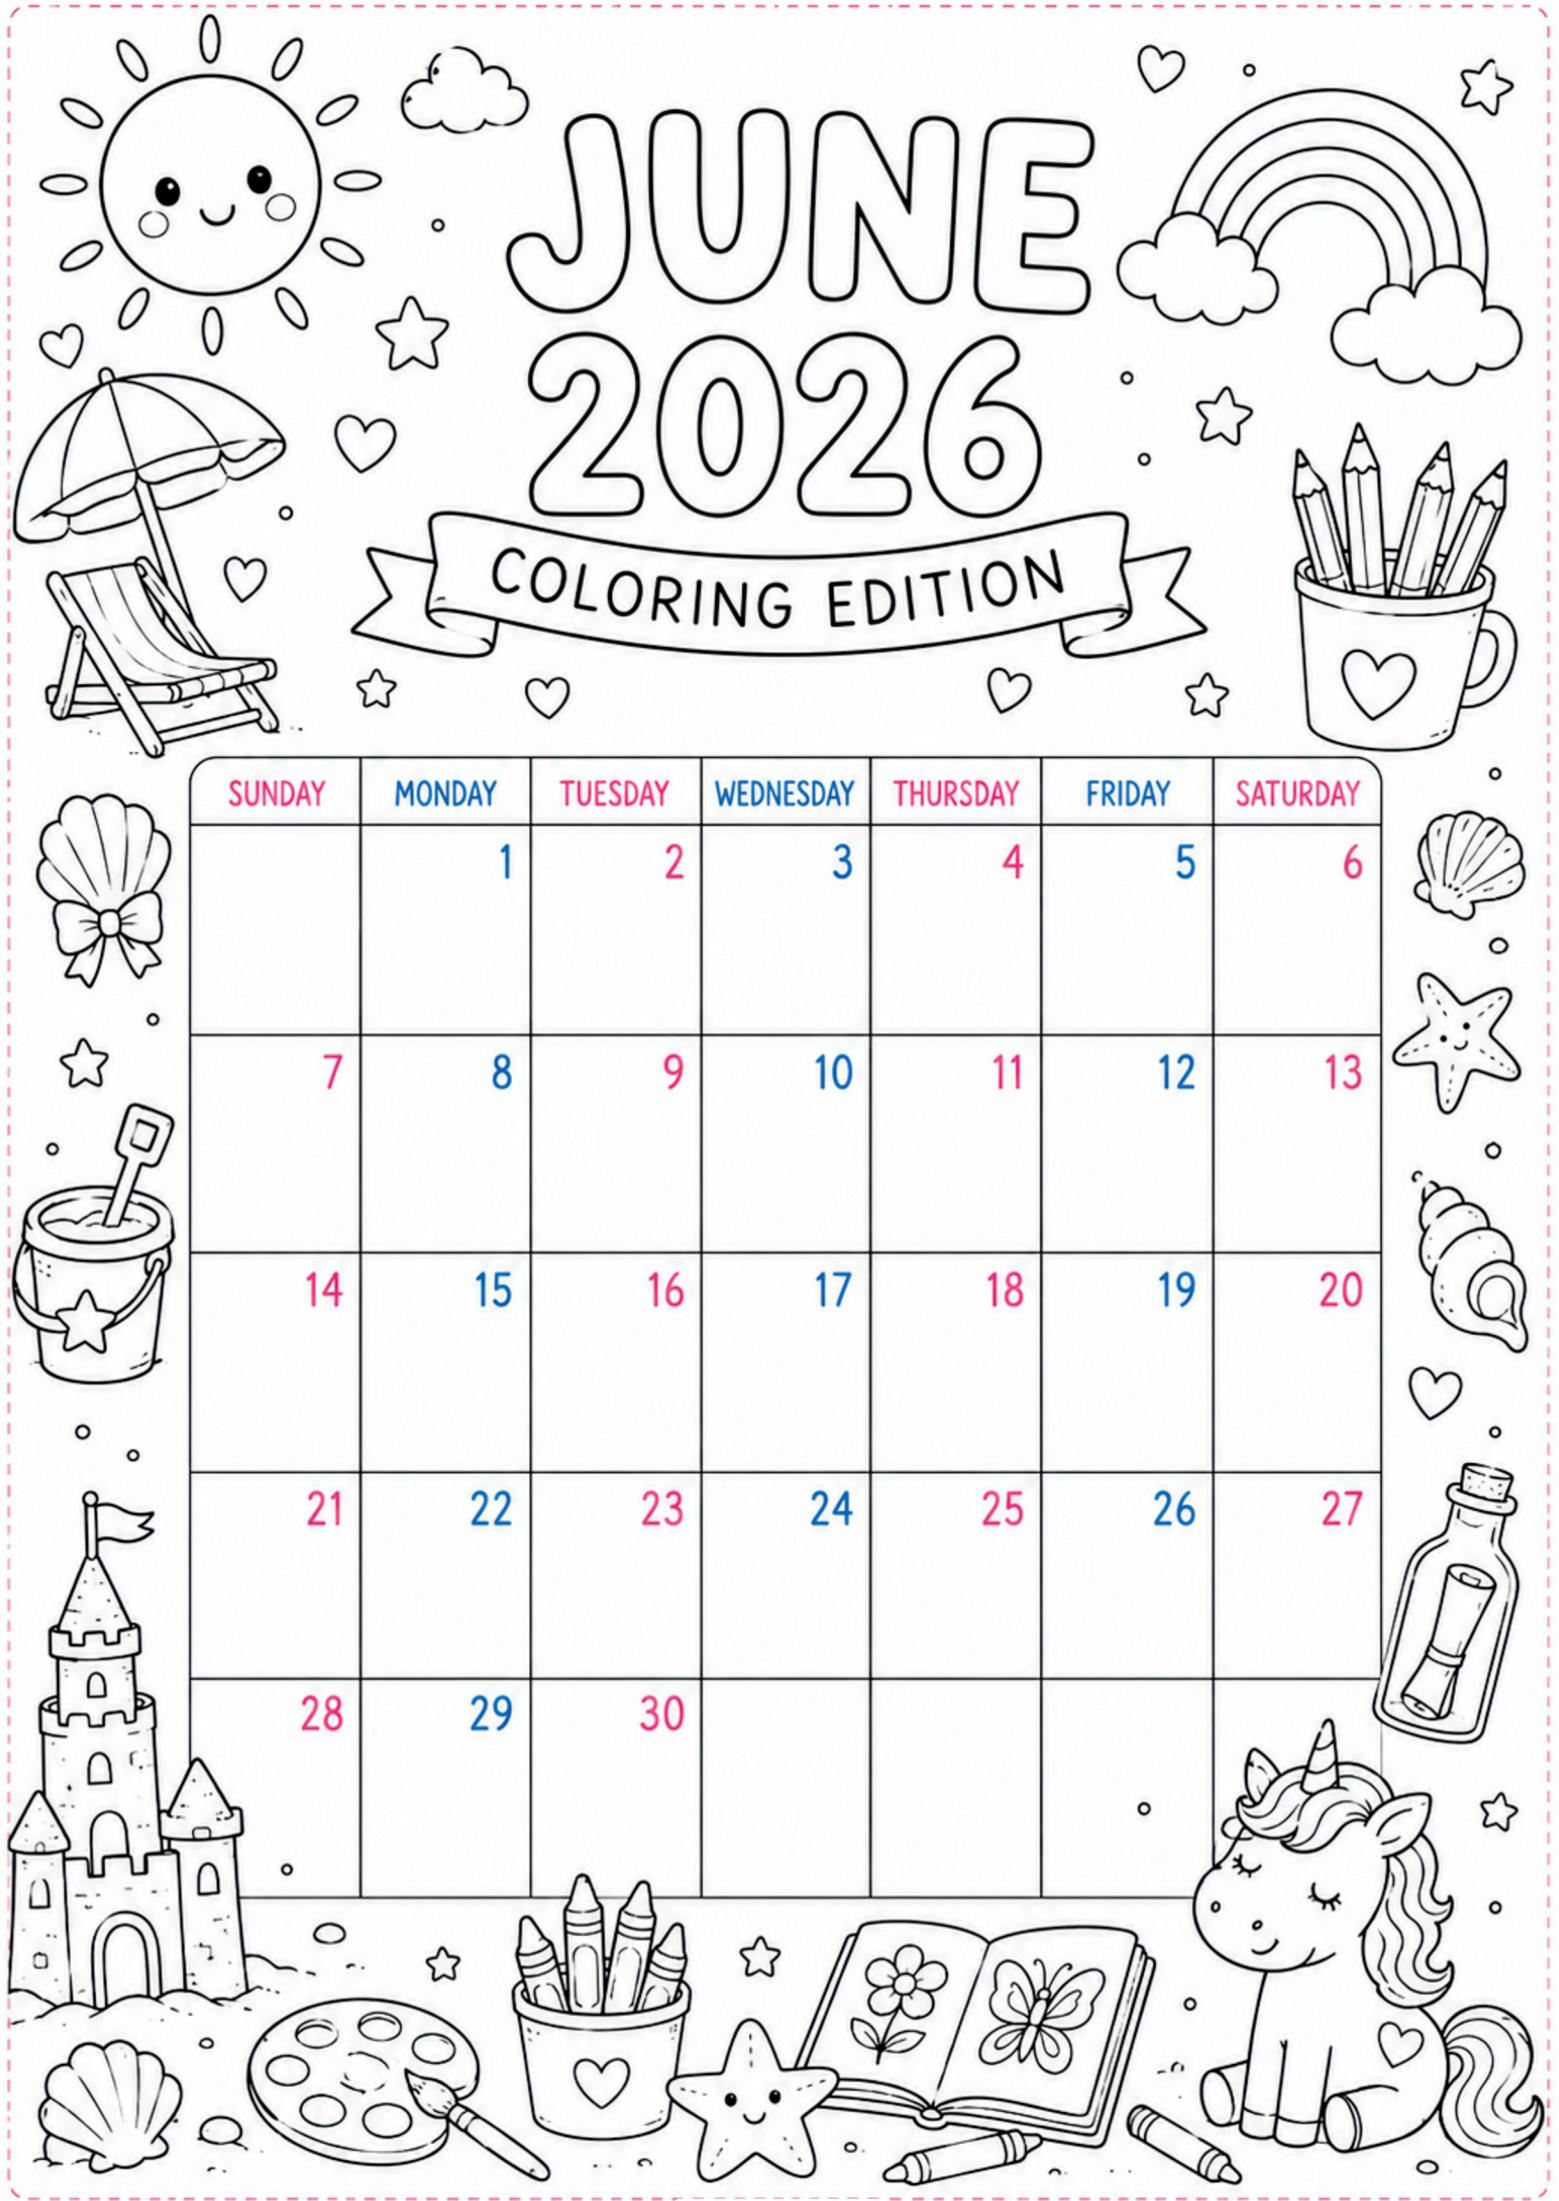 JUNE
2026
COLORING EDITION
SUNDAY MONDAY TUESDAY WEDNESDAY THURSDAY FRIDAY SATURDAY
1 2 3 4 5 6
7 8 9 10 11 12 13
14 15 16 17 18 19 20
21 22 23 24 25 26 27
28 29 30